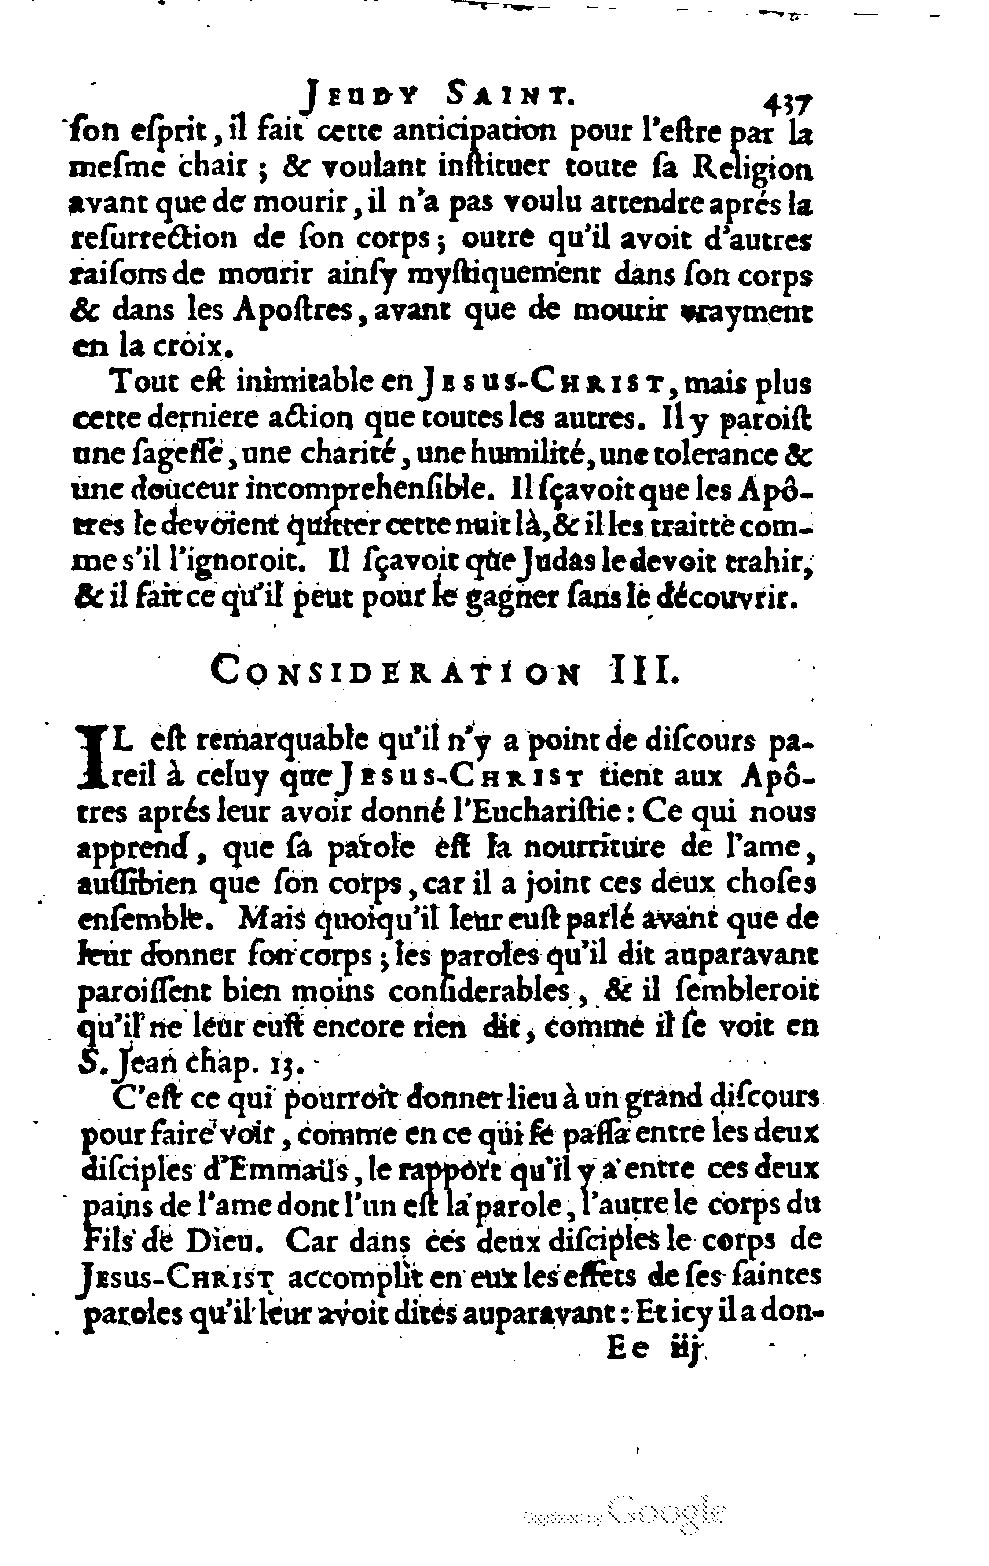 JEUDY SAINT. 437
ſon eſprit, il fait cette anticipation pour l'eſtre par la
meſme chair ; & voulant inſtituer toute ſa Religion
avant que de mourir, il n'a pas voulu attendre aprés la
reſurrection de ſon corps ; outre qu'il avoit d'autres
raiſons de mourir ainſy myſtiquement dans ſon corps
& dans les Apoſtres, avant que de mourir vrayment
en la croix.
Tout eſt inimitable en JESUS-CHRIST, mais plus
cette derniere action que toutes les autres. Il y paroiſt
une ſageſſe, une charité, une humilité, une tolerance &
une douceur incomprehenſible. Il ſçavoit que les Apô-
tres le devoient quitter cette nuit là, & il les traitte com-
me s'il l'ignoroit. Il ſçavoit que Judas le devoit trahir,
& il fait ce qu'il peut pour le gagner ſans le découvrir.
CONSIDERATION III.
IL eſt remarquable qu'il n'y a point de diſcours pa-
reil à celuy que JESUS-CHRIST tient aux Apô-
tres aprés leur avoir donné l'Euchariſtie : Ce qui nous
apprend, que ſa parole eſt la nourriture de l'ame,
auſſibien que ſon corps, car il a joint ces deux choſes
enſemble. Mais quoiqu'il leur euſt parlé avant que de
leur donner ſon corps ; les paroles qu'il dit auparavant
paroiſſent bien moins conſiderables, & il ſembleroit
qu'il ne leur euſt encore rien dit, comme il ſe voit en
S. Jean chap. 13.
C'eſt ce qui pourroit donner lieu à un grand diſcours
pour faire voir, comme en ce qui ſe paſſa entre les deux
diſciples d'Emmaüs, le rapport qu'il y a entre ces deux
pains de l'ame dont l'un eſt la parole, l'autre le corps du
Fils de Dieu. Car dans ces deux diſciples le corps de
JESUS-CHRIST accomplit en eux les effets de ſes ſaintes
paroles qu'il leur avoit dites auparavant : Et icy il a don-
Ee iij
Digitized by Google